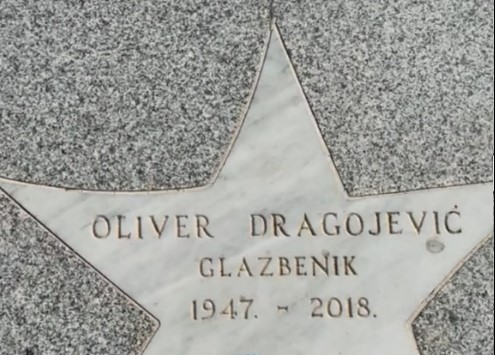 OLIVER DRAGOJEVIĆ
GLAZBENIK
1947. - 2018.